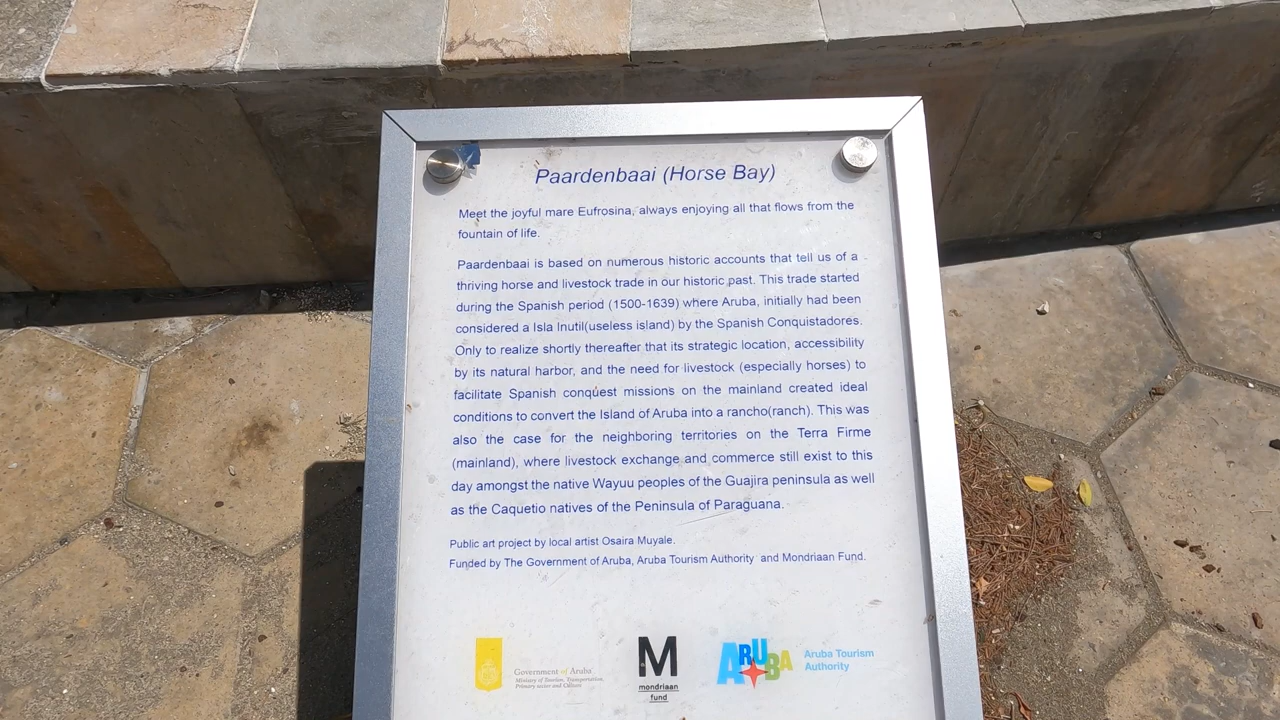 Paardenbaai (Horse Bay)
Meet the joyful mare Eufrosina, always enjoying all that flows from the
fountain of life.
Paardenbaai is based on numerous historic accounts that tell us of a
thriving horse and livestock trade in our historic past. This trade started
during the Spanish period (1500-1639) where Aruba, initially had been
considered a Isla Inutil(useless island) by the Spanish Conquistadores.
Only to realize shortly thereafter that its strategic location, accessibility
by its natural harbor, and the need for livestock (especially horses) to
facilitate Spanish conquest missions on the mainland created ideal
conditions to convert the Island of Aruba into a rancho(ranch). This was
also the case for the neighboring territories on the Terra Firme
(mainland), where livestock exchange and commerce still exist to this
day amongst the native Wayuu peoples of the Guajira peninsula as well
as the Caquetio natives of the Peninsula of Paraguana.
Public art project by local artist Osaira Muyale.
Funded by The Government of Aruba, Aruba Tourism Authority and Mondriaan Fund.
Government of Aruba
Ministry of Tourism, Transportation,
Primary sector and Culture
M
mondriaan
fund
ARUBA
Aruba Tourism
Authority